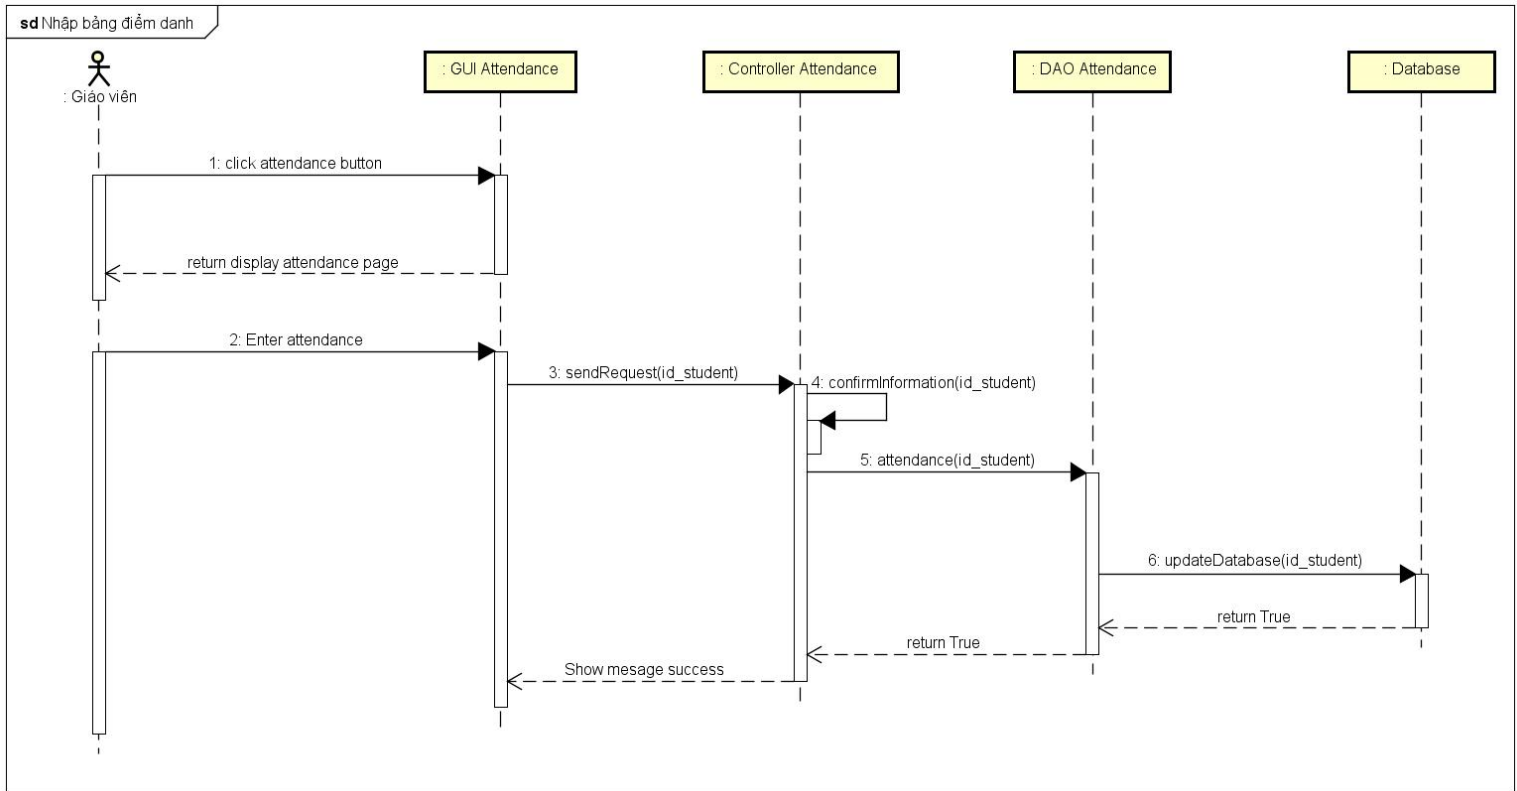 sd Nhập bảng điểm danh
: Giáo viên
: GUI Attendance
: Controller Attendance
: DAO Attendance
: Database
1: click attendance button
return display attendance page
2: Enter attendance
3: sendRequest(id_student)
4: confirmInformation(id_student)
5: attendance(id_student)
6: updateDatabase(id_student)
return True
return True
Show mesage success